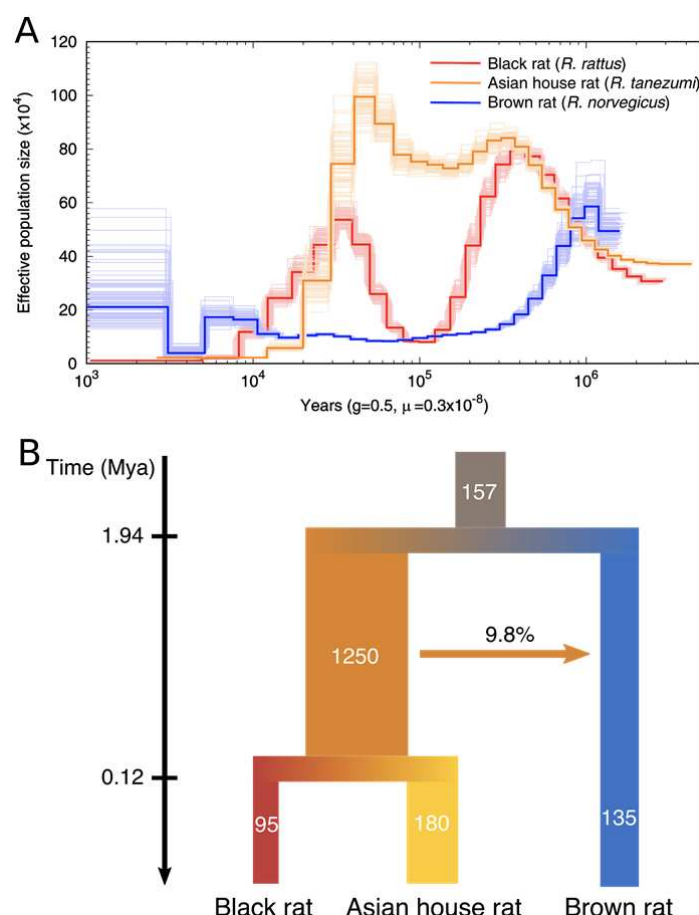 A
120
100
80
60
40
20
0
Effective population size (x10⁴)
Black rat (R. rattus)
Asian house rat (R. tanezumi)
Brown rat (R. norvegicus)
10³ 10⁴ 10⁵ 10⁶
Years (g=0.5, μ=0.3x10⁻⁸)
B
Time (Mya)
157
1.94
9.8%
1250
0.12
95 180 135
Black rat Asian house rat Brown rat